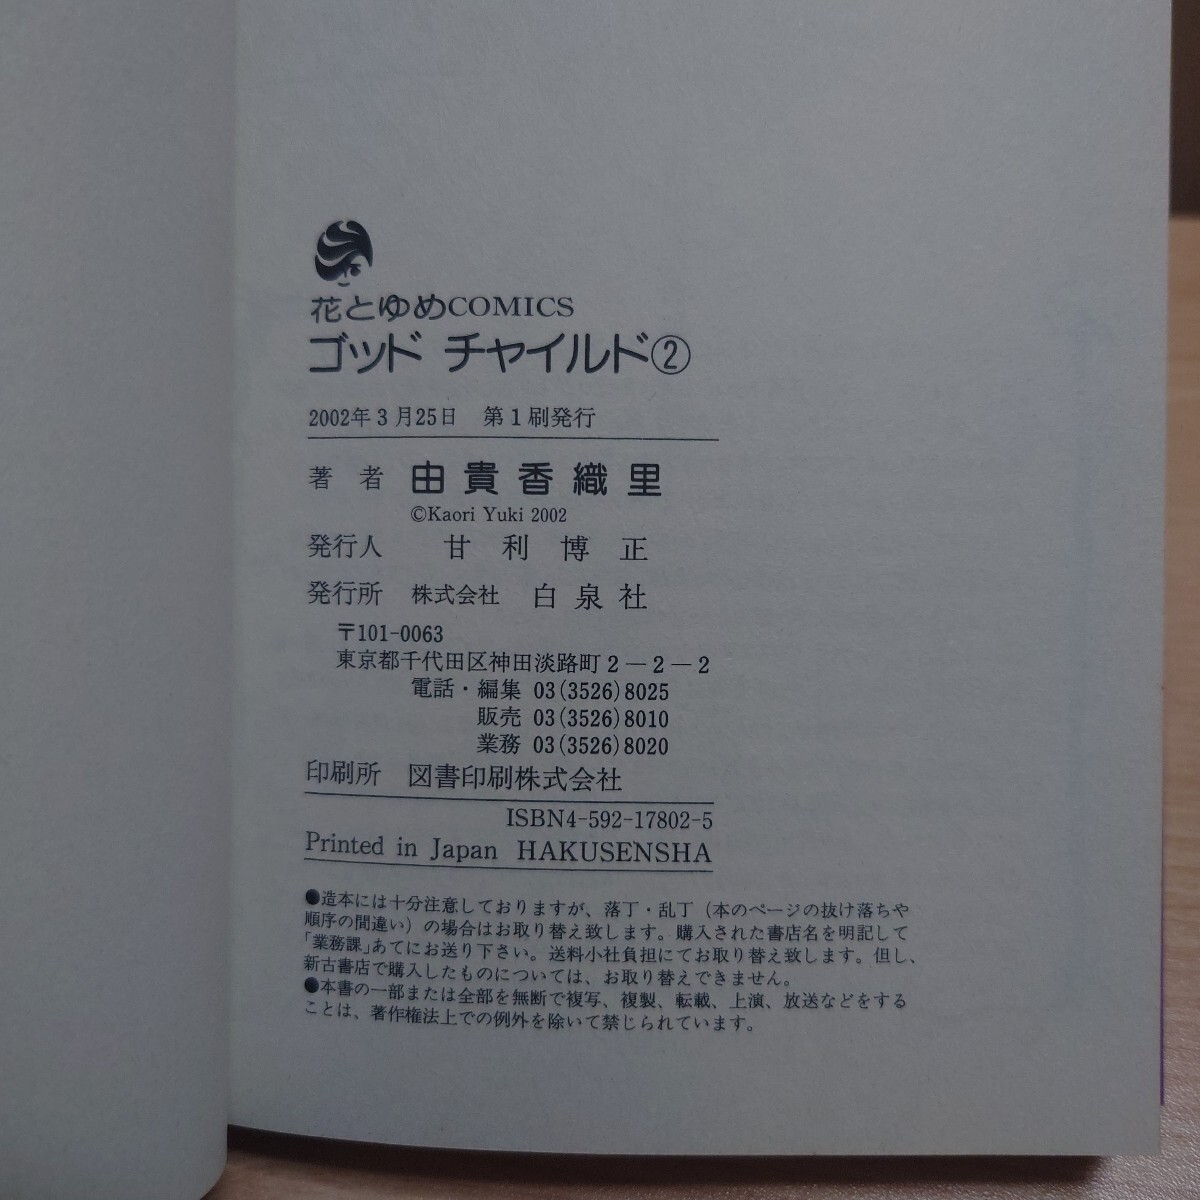 花とゆめCOMICS
ゴッド チャイルド②
2002年3月25日 第1刷発行
著者 由貴香織里
©Kaori Yuki 2002
発行人 甘利博正
発行所 株式会社 白泉社
〒101-0063
東京都千代田区神田淡路町2－2－2
電話・編集 03(3526)8025
販売 03(3526)8010
業務 03(3526)8020
印刷所 図書印刷株式会社
ISBN4-592-17802-5
Printed in Japan HAKUSENSHA
●造本には十分注意しておりますが、落丁・乱丁（本のページの抜け落ちや
順序の間違い）の場合はお取り替え致します。購入された書店名を明記して
「業務課」あてにお送り下さい。送料小社負担にてお取り替え致します。但し、
新古書店で購入したものについては、お取り替えできません。
●本書の一部または全部を無断で複写、複製、転載、上演、放送などをする
ことは、著作権法上での例外を除いて禁じられています。